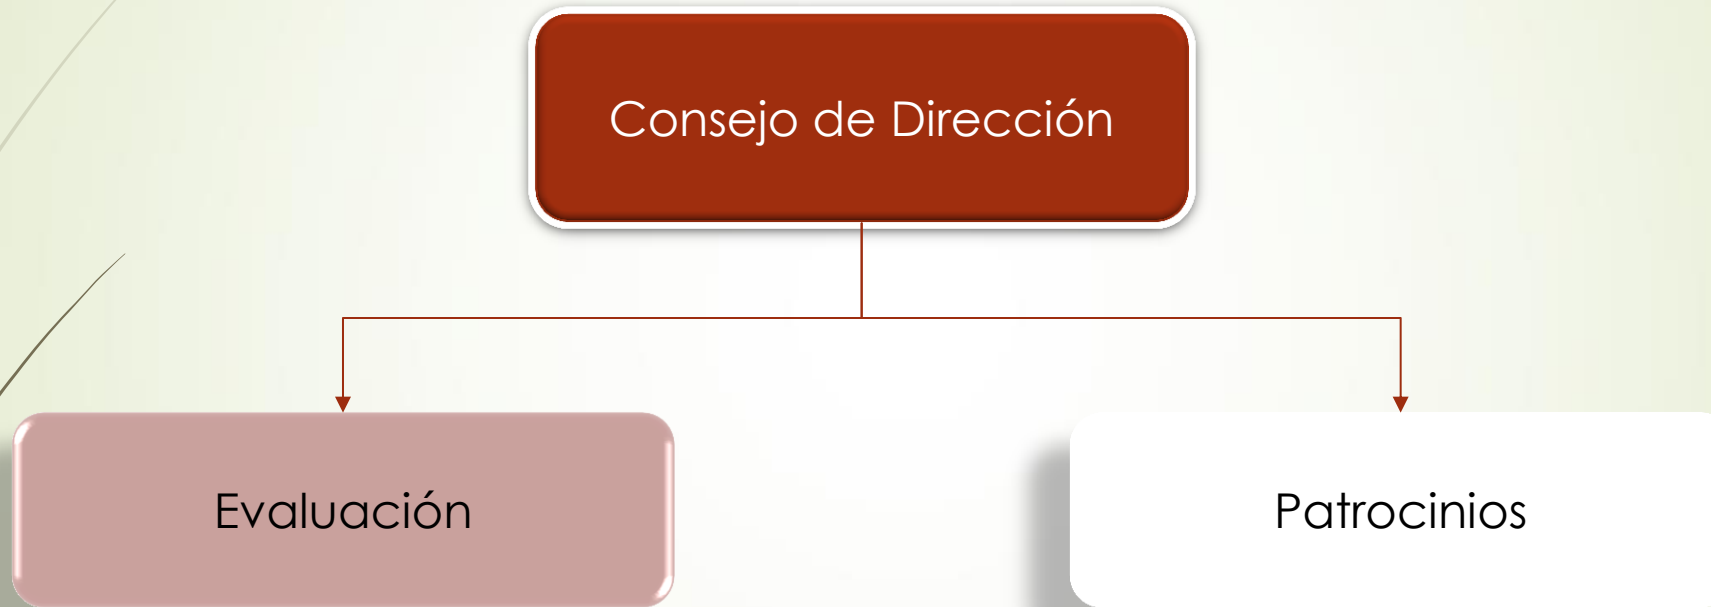 Consejo de Dirección
Evaluación
Patrocinios